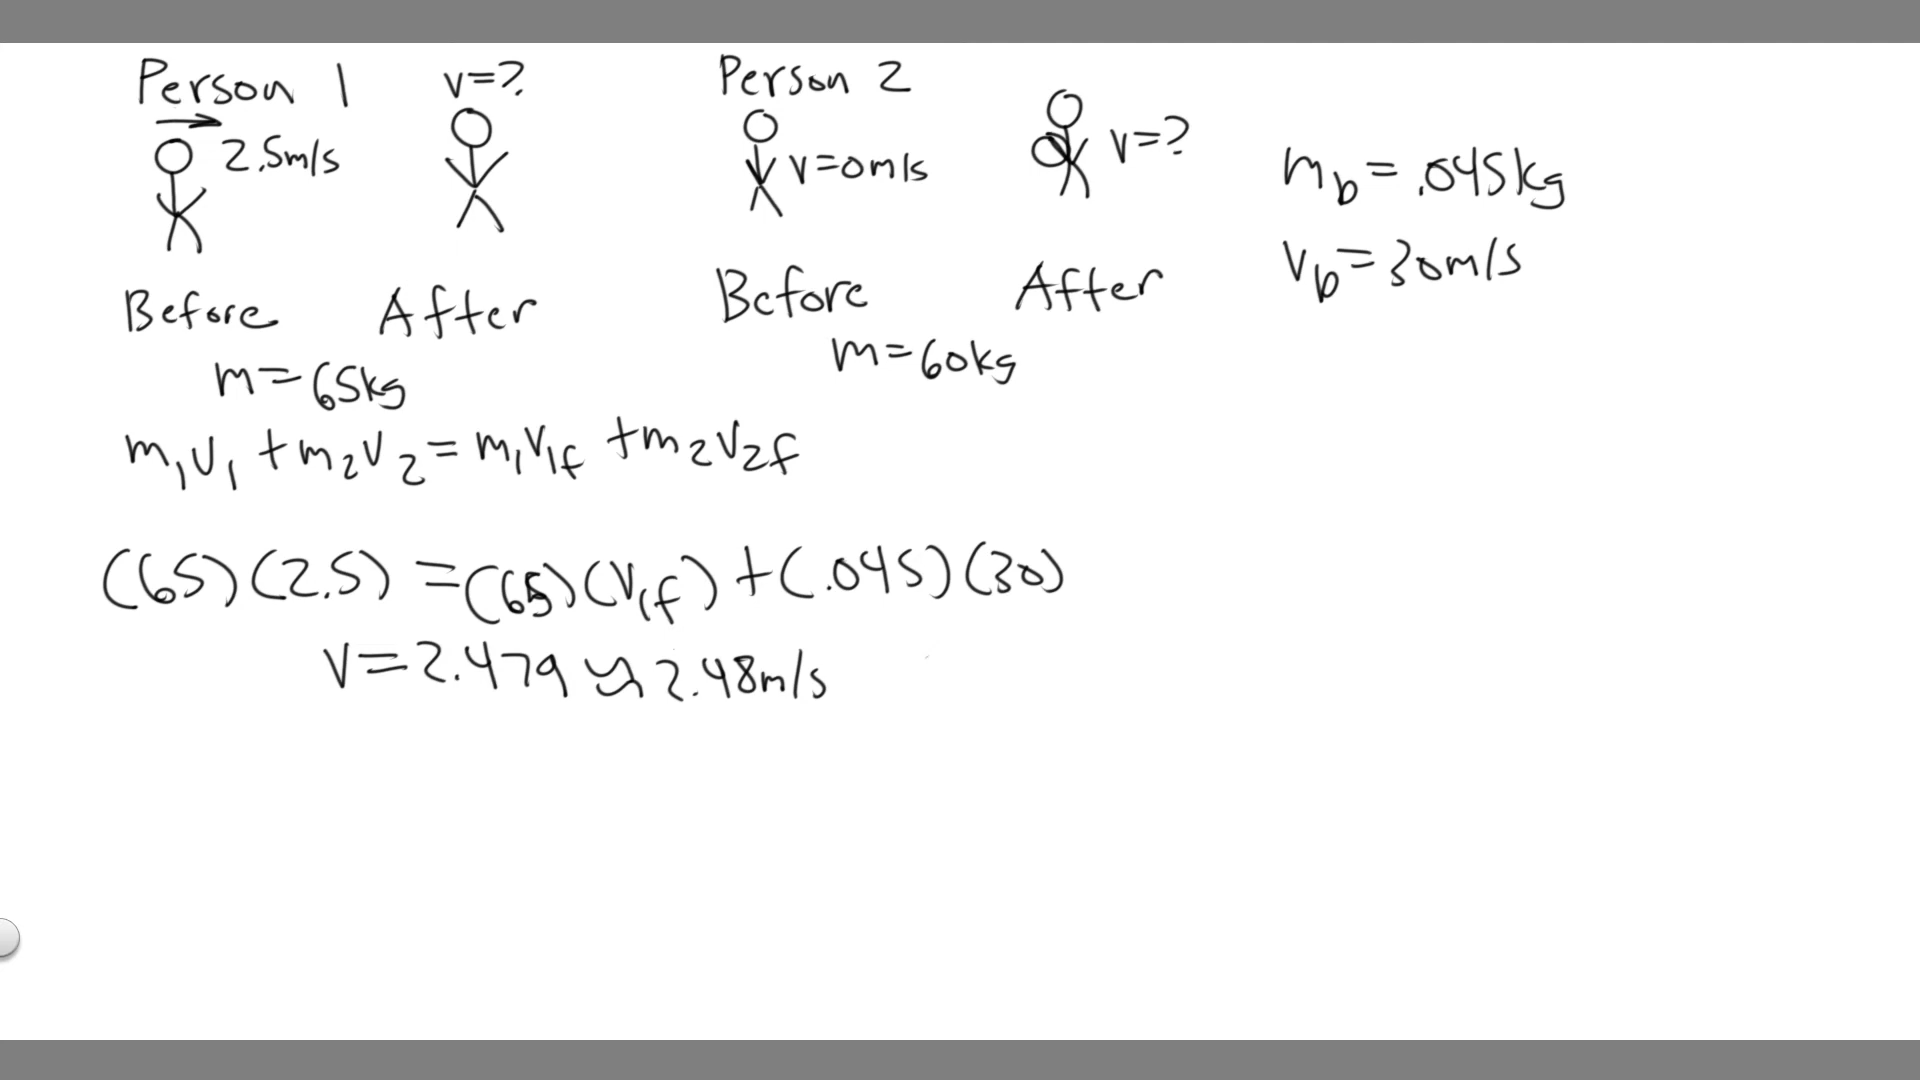 Person 1 v=? Person 2
2.5m/s v=0m/s v=? mb=.045kg
vb=30m/s
Before After Before After
m=65kg m=60kg
m1v1+m2v2=m1v1f+m2v2f
(65)(2.5)=(65)(v1f)+(.045)(30)
v=2.479≈2.48m/s